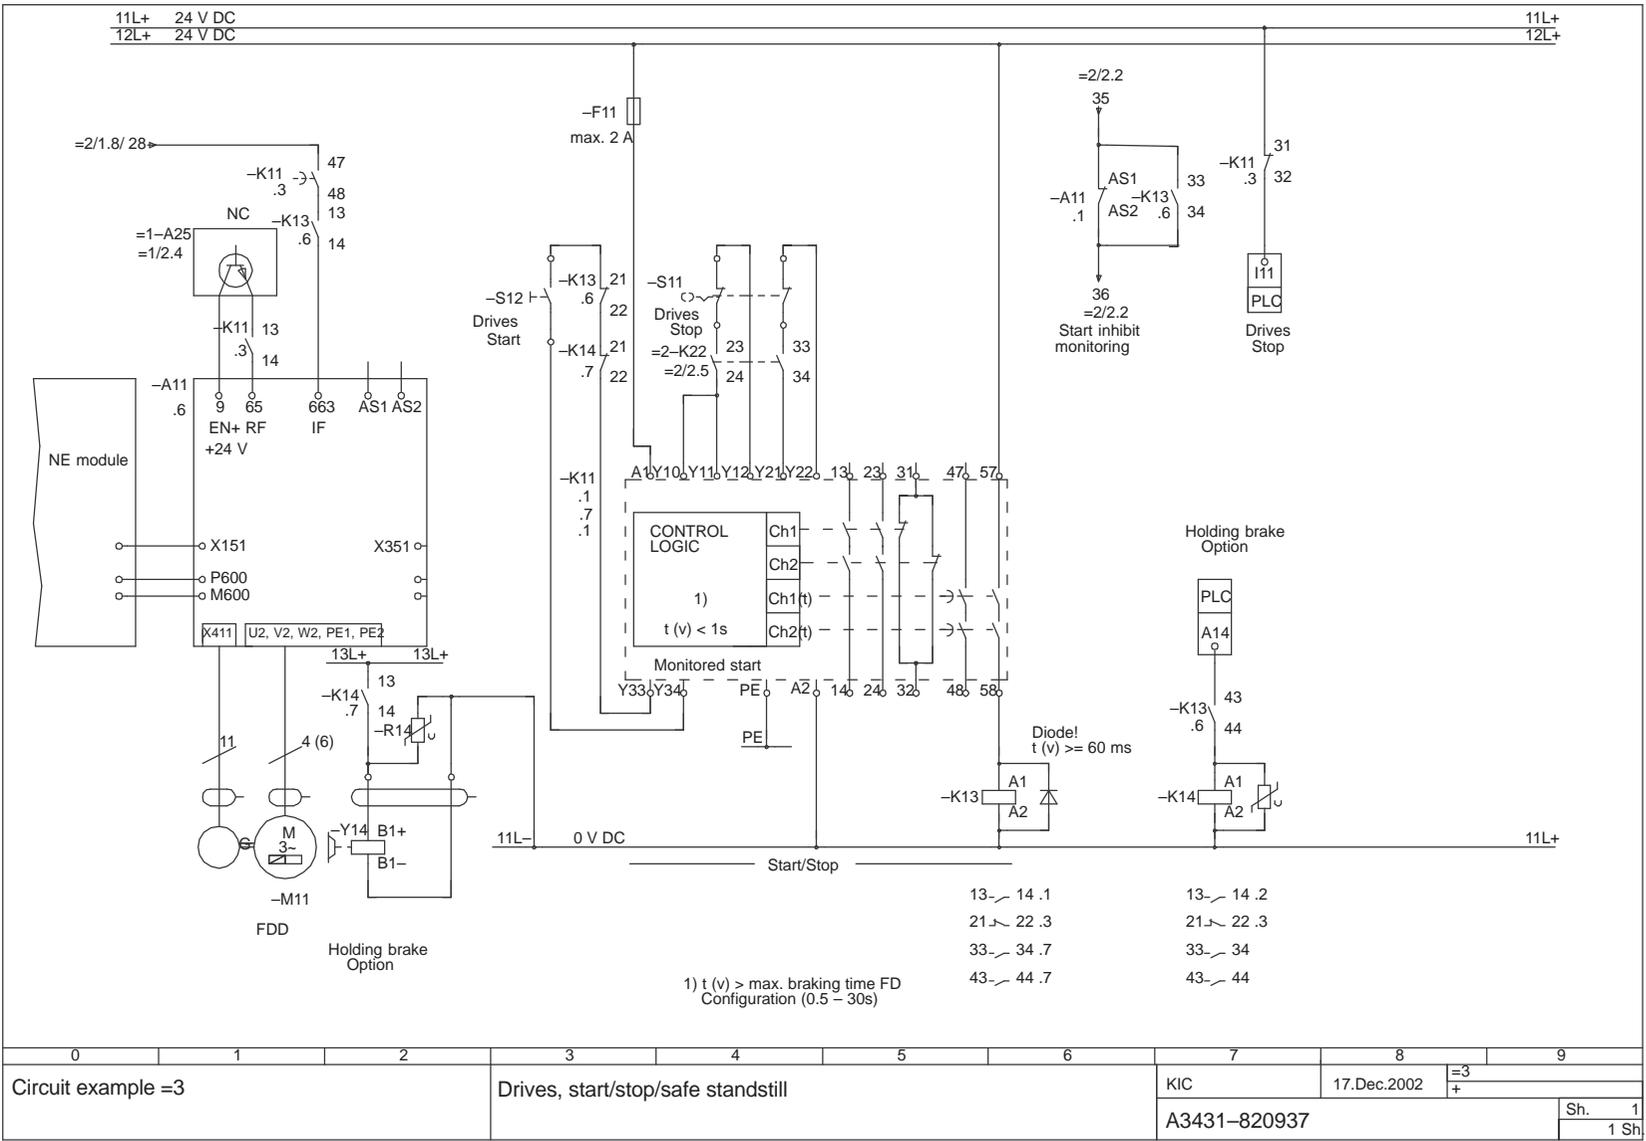 11L+ 24 V DC 11L+
12L+ 24 V DC 12L+
=2/1.8/ 28
–K11
.3
47
48
–K13
.6
13
14
NC
=1–A25
=1/2.4
–K11
.3
13
14
–A11
.6
9 65 663 AS1 AS2
EN+ RF IF
+24 V
NE module
X151 X351
P600
M600
X411
U2, V2, W2, PE1, PE2
13L+ 13L+
–K14
.7
13
14
–R14
11
4 (6)
G
M
3~
–M11
FDD
–Y14
B1+
B1–
Holding brake
Option
–F11
max. 2 A
–S12
Drives
Start
–K13
.6
21
22
–K14
.7
21
22
–S11
Drives
Stop
=2–K22
=2/2.5
23
24
33
34
–K11
.1
.7
.1
A1 Y10 Y11 Y12 Y21 Y22 13 23 31 47 57
CONTROL
LOGIC
1)
t (v) < 1s
Ch1
Ch2
Ch1(t)
Ch2(t)
Monitored start
Y33 Y34 PE A2 14 24 32 48 58
PE
11L– 0 V DC 11L+
Start/Stop
Diode!
t (v) >= 60 ms
–K13
A1
A2
13 14 .1
21 22 .3
33 34 .7
43 44 .7
1) t (v) > max. braking time FD
Configuration (0.5 – 30s)
=2/2.2
35
–A11
.1
AS1
AS2
–K13
.6
33
34
36
=2/2.2
Start inhibit
monitoring
–K11
.3
31
32
I11
PLC
Drives
Stop
Holding brake
Option
PLC
A14
–K13
.6
43
44
–K14
A1
A2
13 14 .2
21 22 .3
33 34
43 44
0 1 2 3 4 5 6 7 8 9
Circuit example =3
Drives, start/stop/safe standstill
KIC
17.Dec.2002
=3
+
A3431–820937
Sh. 1
1 Sh.